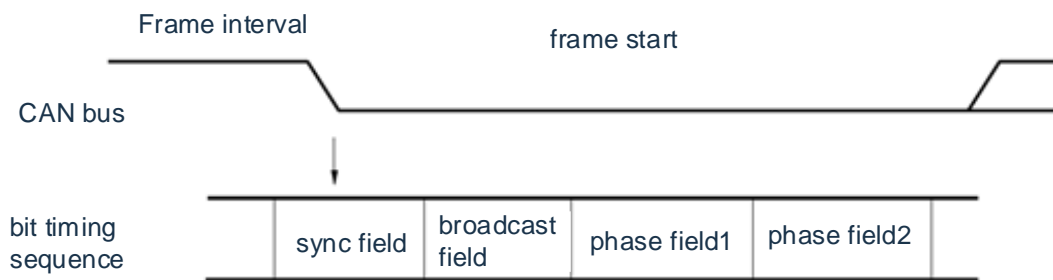 Frame interval
frame start
CAN bus
bit timing
sequence
sync field
broadcast
field
phase field1
phase field2